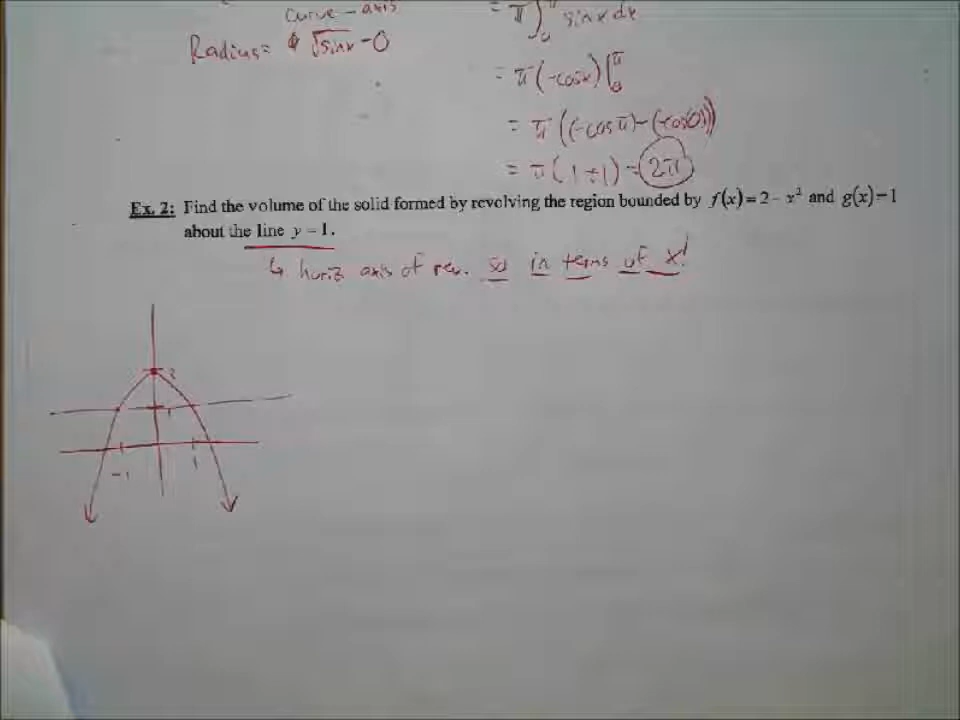 curve - axis
Radius = √sinx - 0
= π∫₀ sinx dx
= π(-cosx)|₀^π
= π((-cosπ) - (-cos0))
= π(1+1) = 2π
Ex. 2: Find the volume of the solid formed by revolving the region bounded by f(x) = 2 - x² and g(x) = 1
about the line y = 1.
↳ horiz axis of rev. so in terms of x!
2
1
-1 1